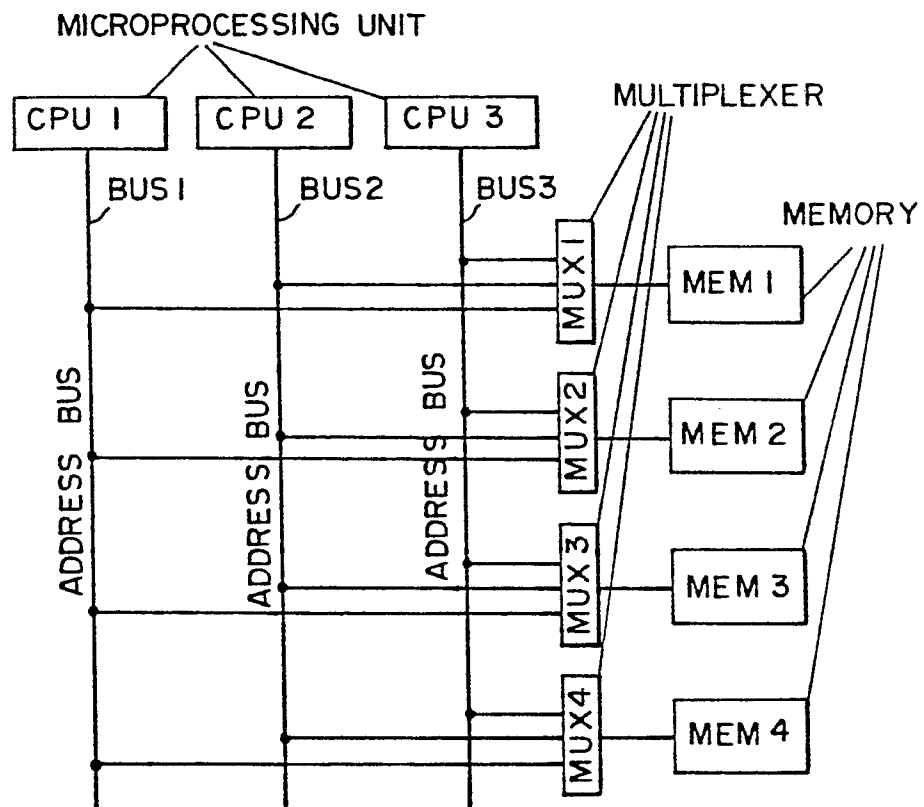 MICROPROCESSING UNIT
CPU 1
CPU 2
CPU 3
MULTIPLEXER
BUS1
BUS2
BUS3
MEMORY
MUX1
MEM 1
ADDRESS BUS
ADDRESS BUS
ADDRESS BUS
MUX2
MEM 2
MUX3
MEM 3
MUX4
MEM 4